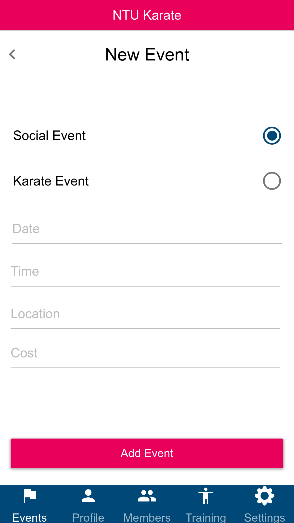 NTU Karate
New Event
Social Event
Karate Event
Date
Time
Location
Cost
Add Event
Events Profile Members Training Settings